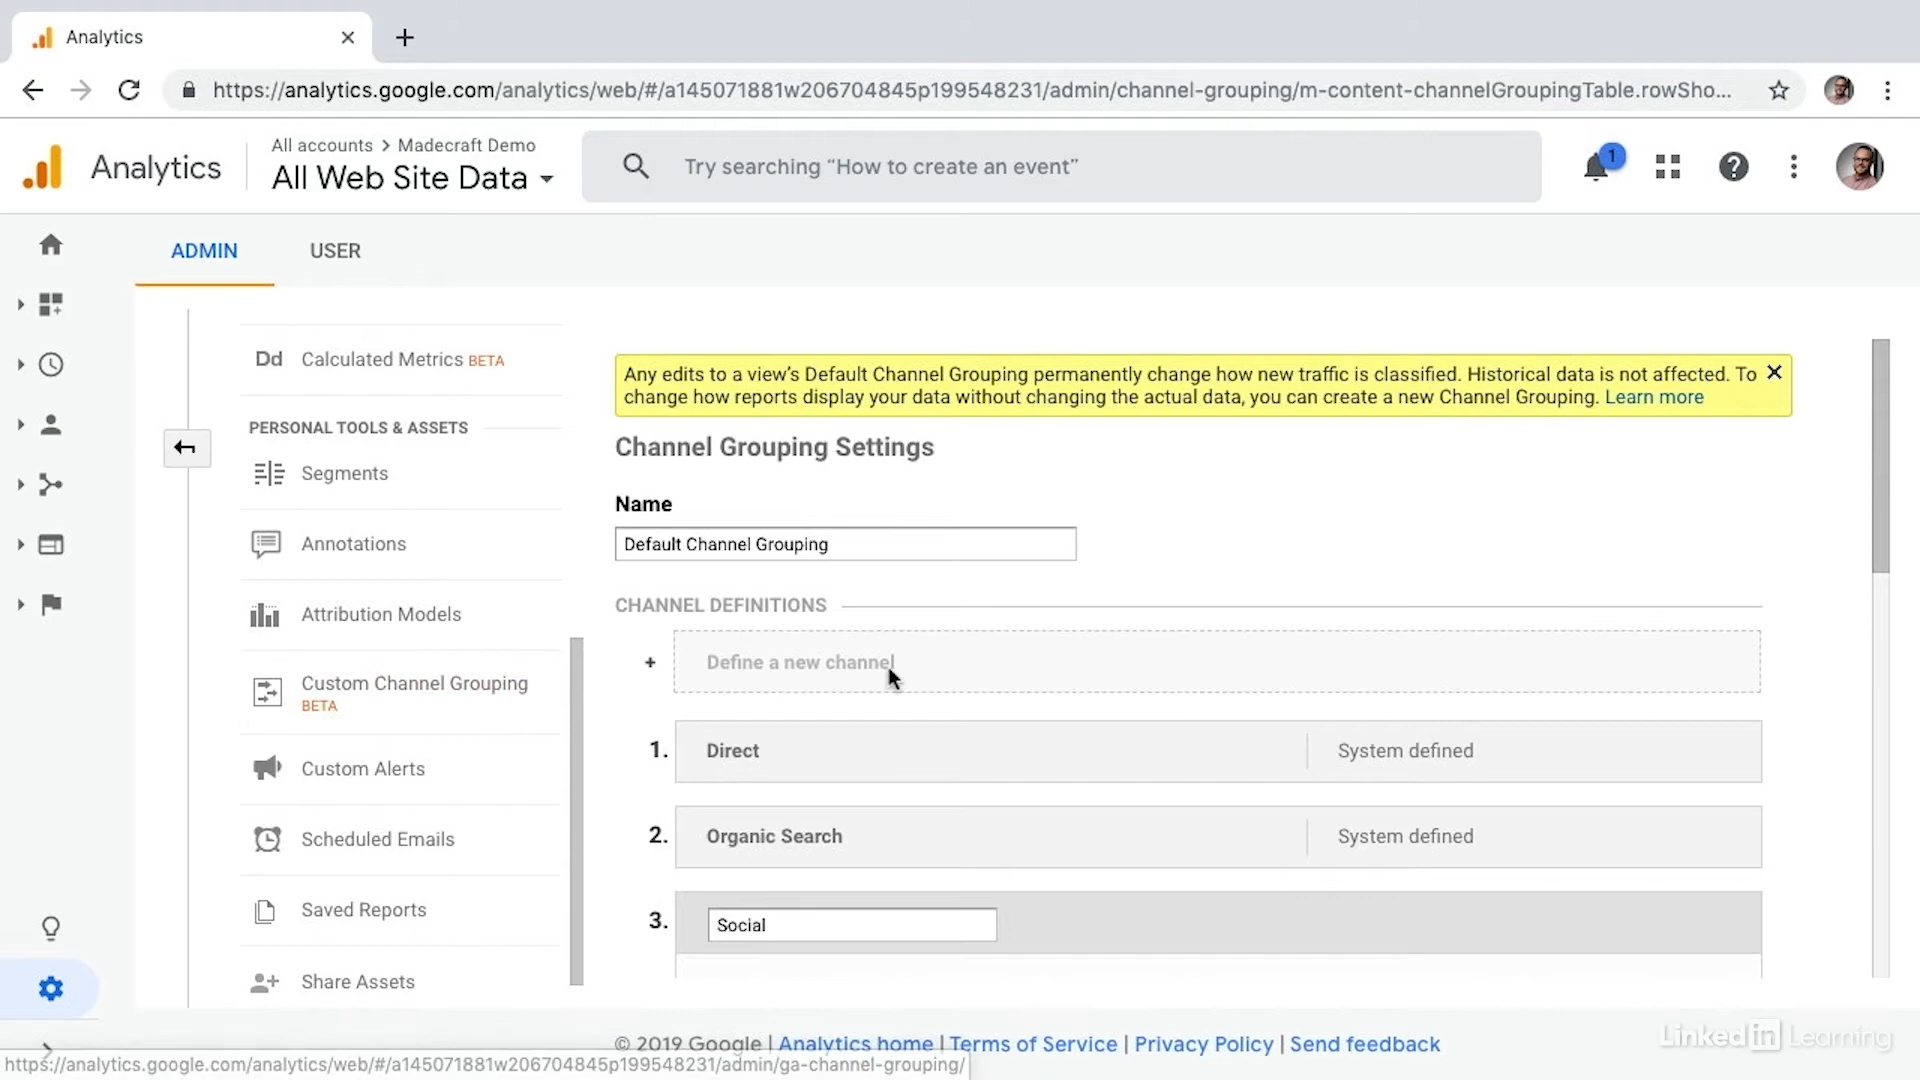 Analytics
https://analytics.google.com/analytics/web/#/a145071881w206704845p199548231/admin/channel-grouping/m-content-channelGroupingTable.rowSho...
Analytics
All accounts > Madecraft Demo
All Web Site Data
Try searching “How to create an event”
1
ADMIN
USER
Dd Calculated Metrics BETA
PERSONAL TOOLS & ASSETS
Segments
Annotations
Attribution Models
Custom Channel Grouping
BETA
Custom Alerts
Scheduled Emails
Saved Reports
Share Assets
Any edits to a view’s Default Channel Grouping permanently change how new traffic is classified. Historical data is not affected. To
change how reports display your data without changing the actual data, you can create a new Channel Grouping. Learn more
Channel Grouping Settings
Name
Default Channel Grouping
CHANNEL DEFINITIONS
+ Define a new channel
1. Direct System defined
2. Organic Search System defined
3. Social
© 2019 Google | Analytics home | Terms of Service | Privacy Policy | Send feedback
https://analytics.google.com/analytics/web/#/a145071881w206704845p199548231/admin/ga-channel-grouping/
LinkedIn Learning